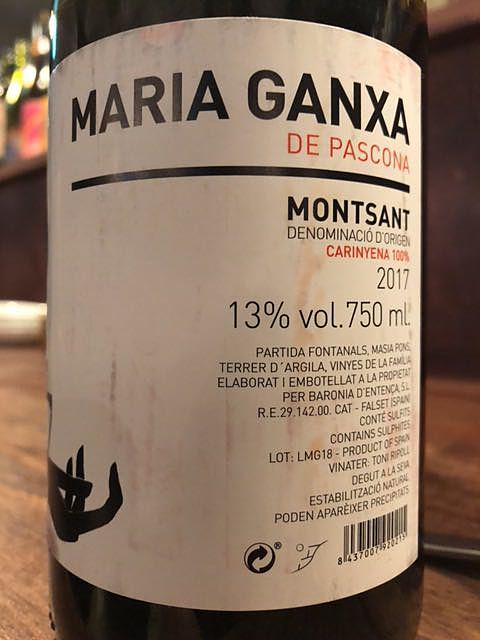 MARIA GANXA
DE PASCONA
MONTSANT
DENOMINACIÓ D'ORIGEN
CARINYENA 100%
2017
13% vol.750 ml.
PARTIDA FONTANALS, MASIA PONS,
TERRER D´ARGILA, VINYES DE LA FAMÍLIA
ELABORAT I EMBOTELLAT A LA PROPIETAT
PER BARONIA D'ENTENÇA, S.L.
R.E.29.142.00. CAT - FALSET (SPAIN)
CONTÉ SULFITS
CONTAINS SULPHITES
LOT: LMG18 - PRODUCT OF SPAIN
VINATER: TONI RIPOLL
DEGUT A LA SEVA
ESTABILITZACIÓ NATURAL
PODEN APARÈIXER PRECIPITATS